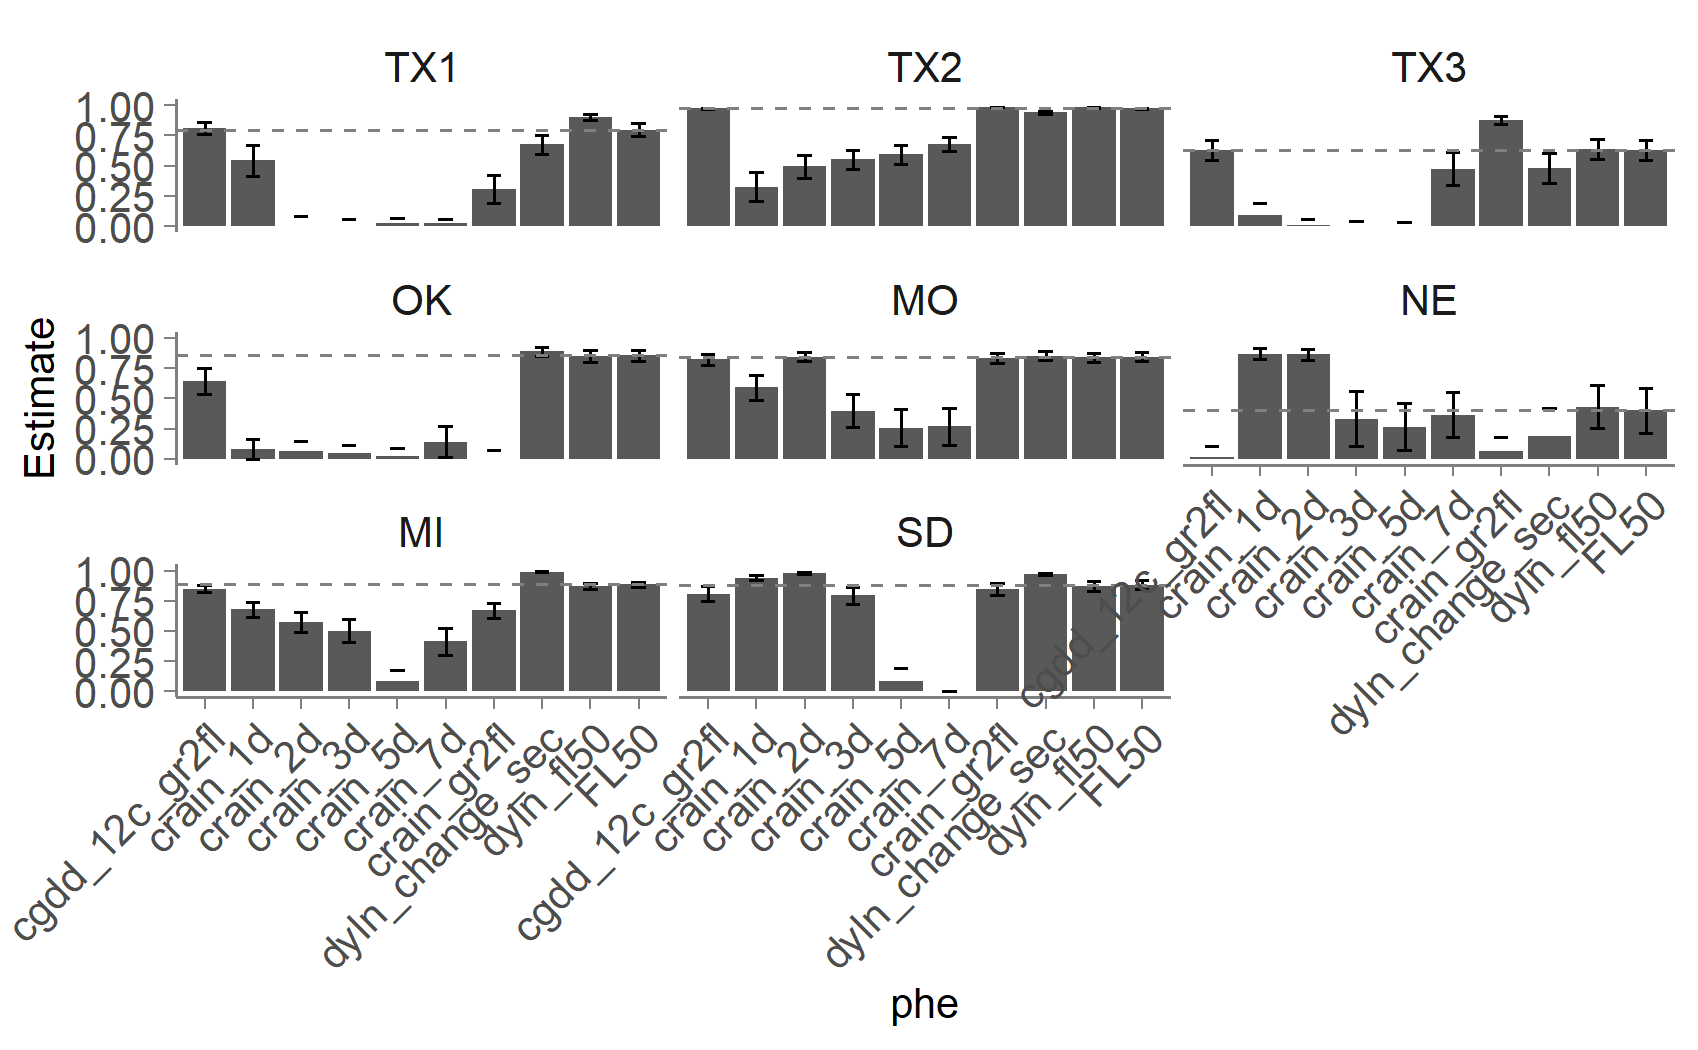 TX1 TX2 TX3
1.00
0.75
0.50
0.25
0.00
OK MO NE
1.00
0.75
0.50
0.25
0.00
Estimate
cgdd_12c_gr2fl
crain_1d
crain_2d
crain_3d
crain_5d
crain_7d
crain_gr2fl
dyln_change_sec
dyln_fl50
FL50
MI SD
1.00
0.75
0.50
0.25
0.00
cgdd_12c_gr2fl
crain_1d
crain_2d
crain_3d
crain_5d
crain_7d
crain_gr2fl
dyln_change_sec
dyln_fl50
FL50
cgdd_12c_gr2fl
crain_1d
crain_2d
crain_3d
crain_5d
crain_7d
crain_gr2fl
dyln_change_sec
dyln_fl50
FL50
phe